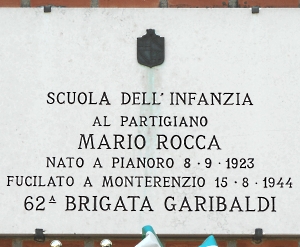 SCUOLA DELL'INFANZIA
AL PARTIGIANO
MARIO ROCCA
NATO A PIANORO 8·9·1923
FUCILATO A MONTERENZIO 15·8·1944
62ᴬ BRIGATA GARIBALDI